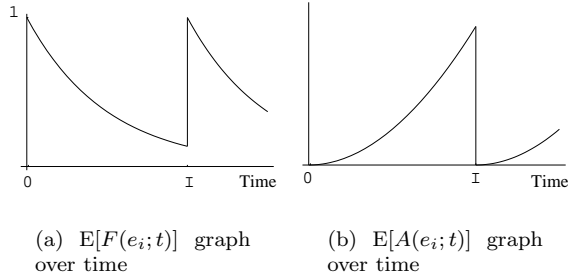 1
0 I Time
0 I Time
(a) E[F(e_i; t)] graph
over time
(b) E[A(e_i; t)] graph
over time